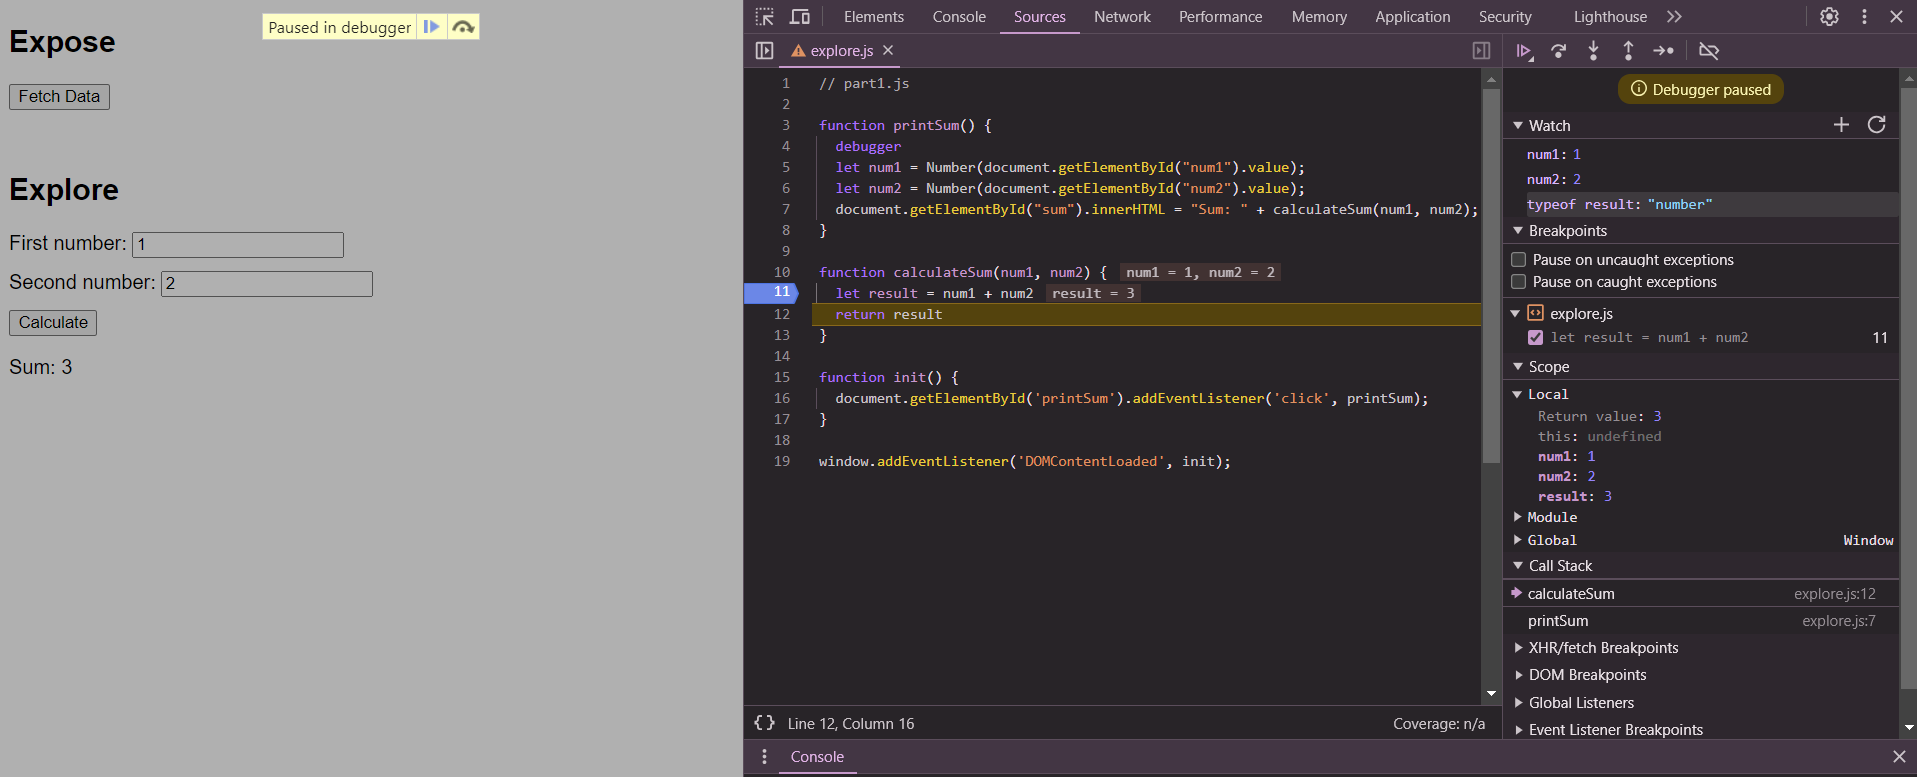 Paused in debugger
Expose
Fetch Data
Explore
First number: 1
Second number: 2
Calculate
Sum: 3
Elements Console Sources Network Performance Memory Application Security Lighthouse
explore.js
1 // part1.js
2
3 function printSum() {
4 debugger
5 let num1 = Number(document.getElementById("num1").value);
6 let num2 = Number(document.getElementById("num2").value);
7 document.getElementById("sum").innerHTML = "Sum: " + calculateSum(num1, num2);
8 }
9
10 function calculateSum(num1, num2) { num1 = 1, num2 = 2
11 let result = num1 + num2 result = 3
12 return result
13 }
14
15 function init() {
16 document.getElementById('printSum').addEventListener('click', printSum);
17 }
18
19 window.addEventListener('DOMContentLoaded', init);
{} Line 12, Column 16 Coverage: n/a
Debugger paused
Watch
num1: 1
num2: 2
typeof result: "number"
Breakpoints
Pause on uncaught exceptions
Pause on caught exceptions
explore.js
let result = num1 + num2 11
Scope
Local
Return value: 3
this: undefined
num1: 1
num2: 2
result: 3
Module
Global Window
Call Stack
calculateSum explore.js:12
printSum explore.js:7
XHR/fetch Breakpoints
DOM Breakpoints
Global Listeners
Event Listener Breakpoints
Console